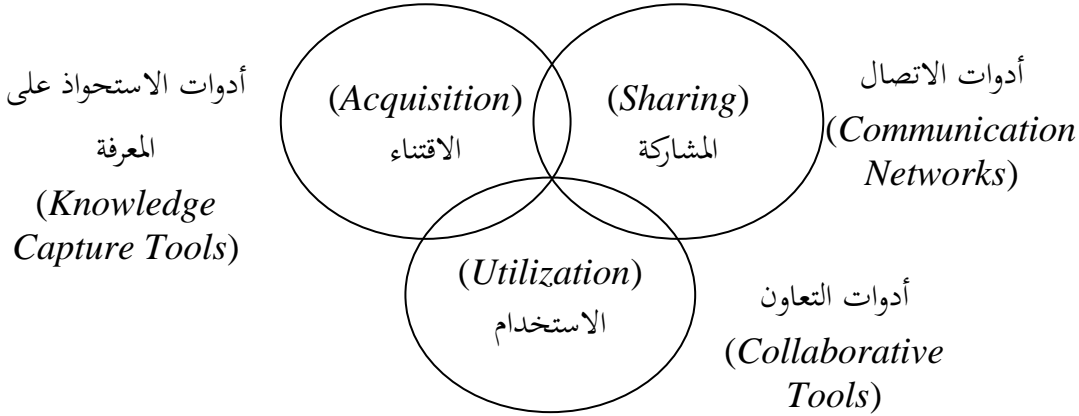 أدوات الاستحواذ على
المعرفة
(Knowledge
Capture Tools)
(Acquisition)
الاقتناء
(Sharing)
المشاركة
أدوات الاتصال
(Communication
Networks)
(Utilization)
الاستخدام
أدوات التعاون
(Collaborative
Tools)